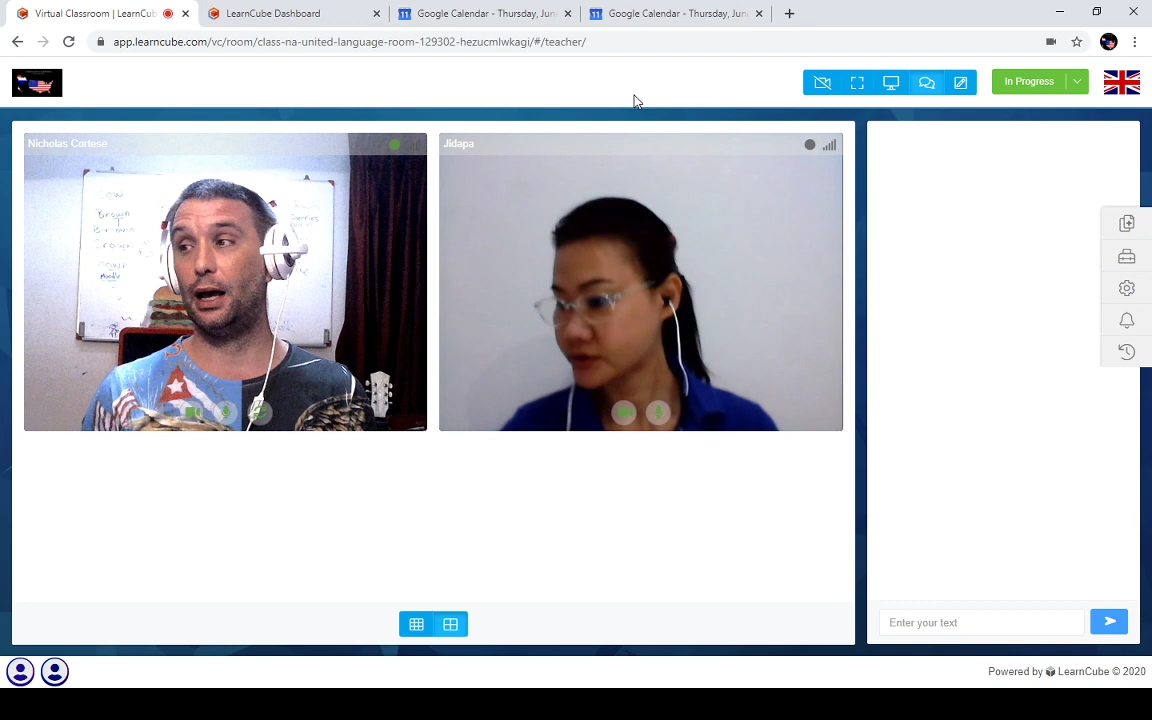 Virtual Classroom | LearnCub
LearnCube Dashboard
Google Calendar - Thursday, Jun
Google Calendar - Thursday, Jun
app.learncube.com/vc/room/class-na-united-language-room-129302-hezucmlwkagi/#/teacher/
In Progress
Nicholas Cortese
Jidapa
Brown
Enter your text
Powered by LearnCube © 2020